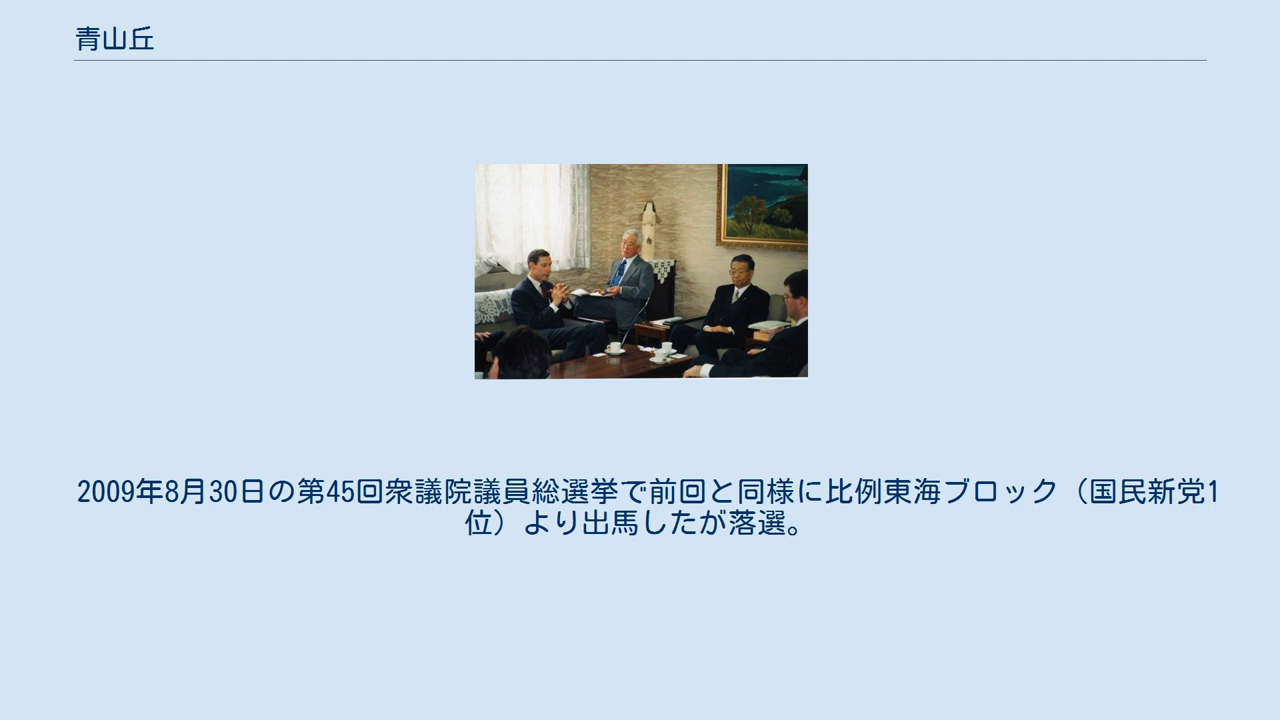 青山丘
2009年8月30日の第45回衆議院議員総選挙で前回と同様に比例東海ブロック（国民新党1
位）より出馬したが落選。